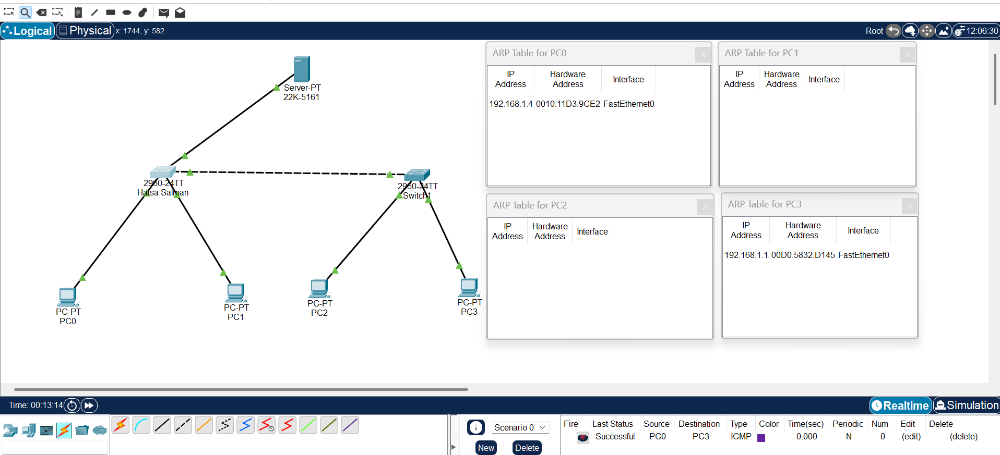 Logical
Physical
x: 1744, y: 582
Root
12:06:30
Server-PT
22K-5161
2960-24TT
Hafsa Salman
2960-24TT
Switch1
PC-PT
PC0
PC-PT
PC1
PC-PT
PC2
PC-PT
PC3
ARP Table for PC0
IP Address Hardware Address Interface
192.168.1.4 0010.11D3.9CE2 FastEthernet0
ARP Table for PC1
IP Address Hardware Address Interface
ARP Table for PC2
IP Address Hardware Address Interface
ARP Table for PC3
IP Address Hardware Address Interface
192.168.1.1 00D0.5832.D145 FastEthernet0
Time: 00:13:14
Realtime
Simulation
Scenario 0
New
Delete
Fire Last Status Source Destination Type Color Time(sec) Periodic Num Edit Delete
Successful PC0 PC3 ICMP 0.000 N 0 (edit) (delete)